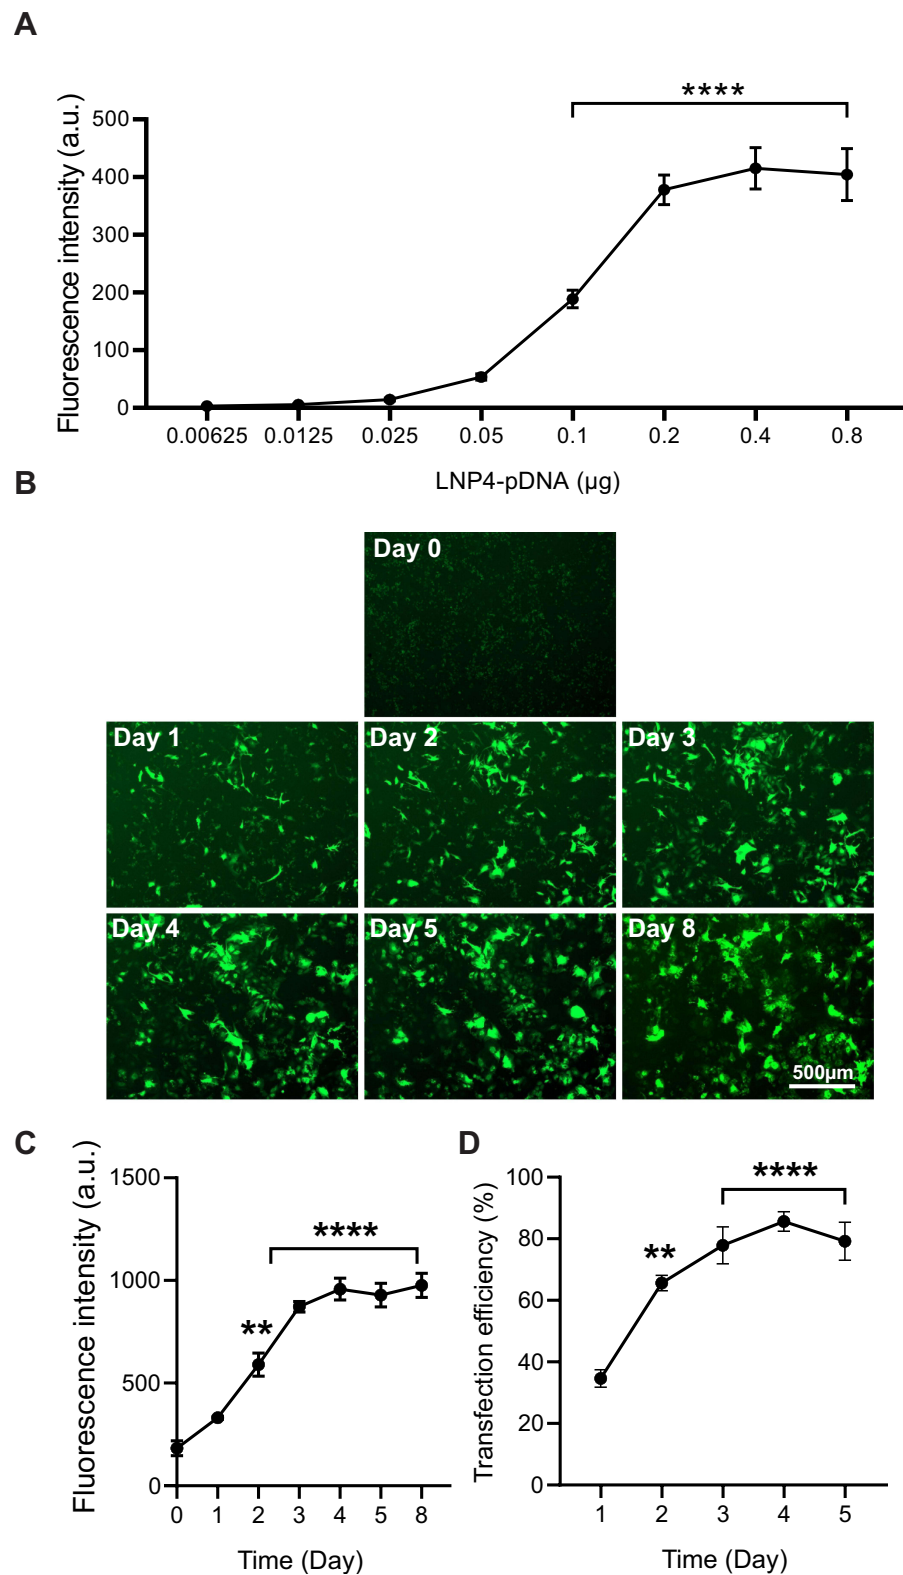 A
Fluorescence intensity (a.u.)
500
400
300
200
100
0
****
0.00625 0.0125 0.025 0.05 0.1 0.2 0.4 0.8
LNP4-pDNA (µg)
B
Day 0
Day 1 Day 2 Day 3
Day 4 Day 5 Day 8
500µm
C
Fluorescence intensity (a.u.)
1500
1000
500
0
**
****
0 1 2 3 4 5 8
Time (Day)
D
Transfection efficiency (%)
100
80
60
40
20
0
**
****
1 2 3 4 5
Time (Day)